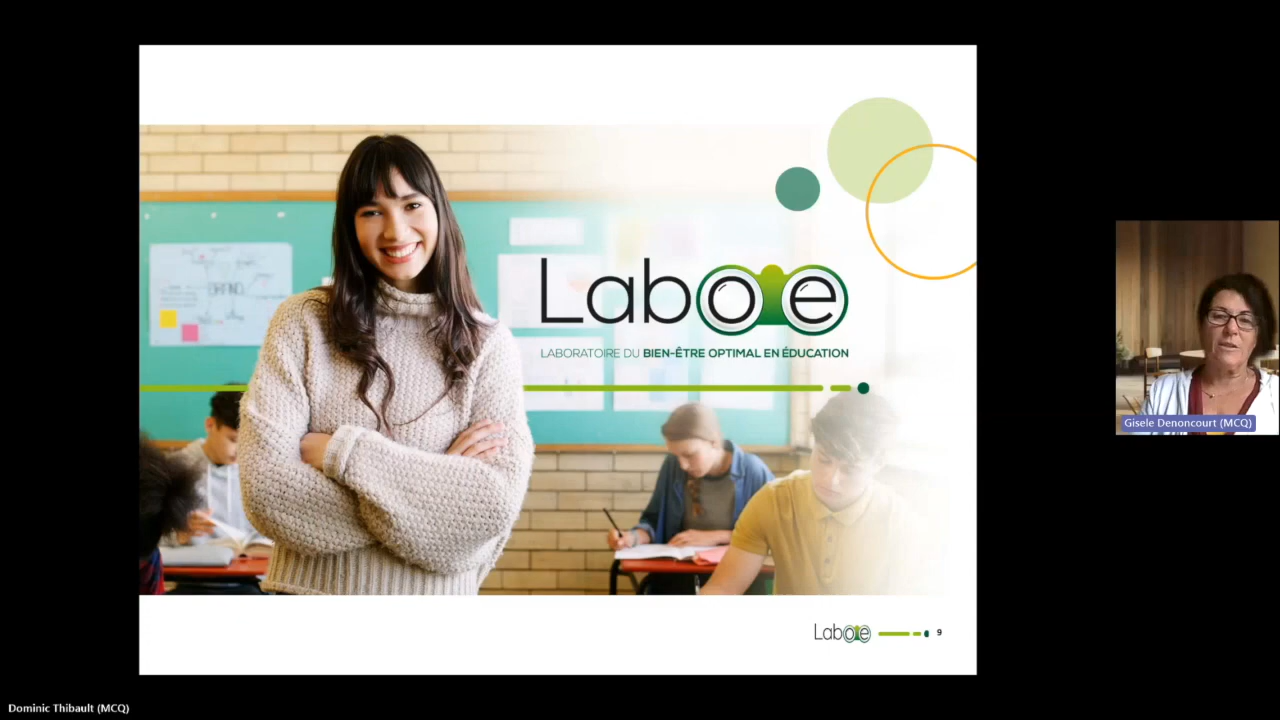 Laboe
LABORATOIRE DU BIEN-ÊTRE OPTIMAL EN ÉDUCATION
Laboe 9
Gisele Denoncourt (MCQ)
Dominic Thibault (MCQ)